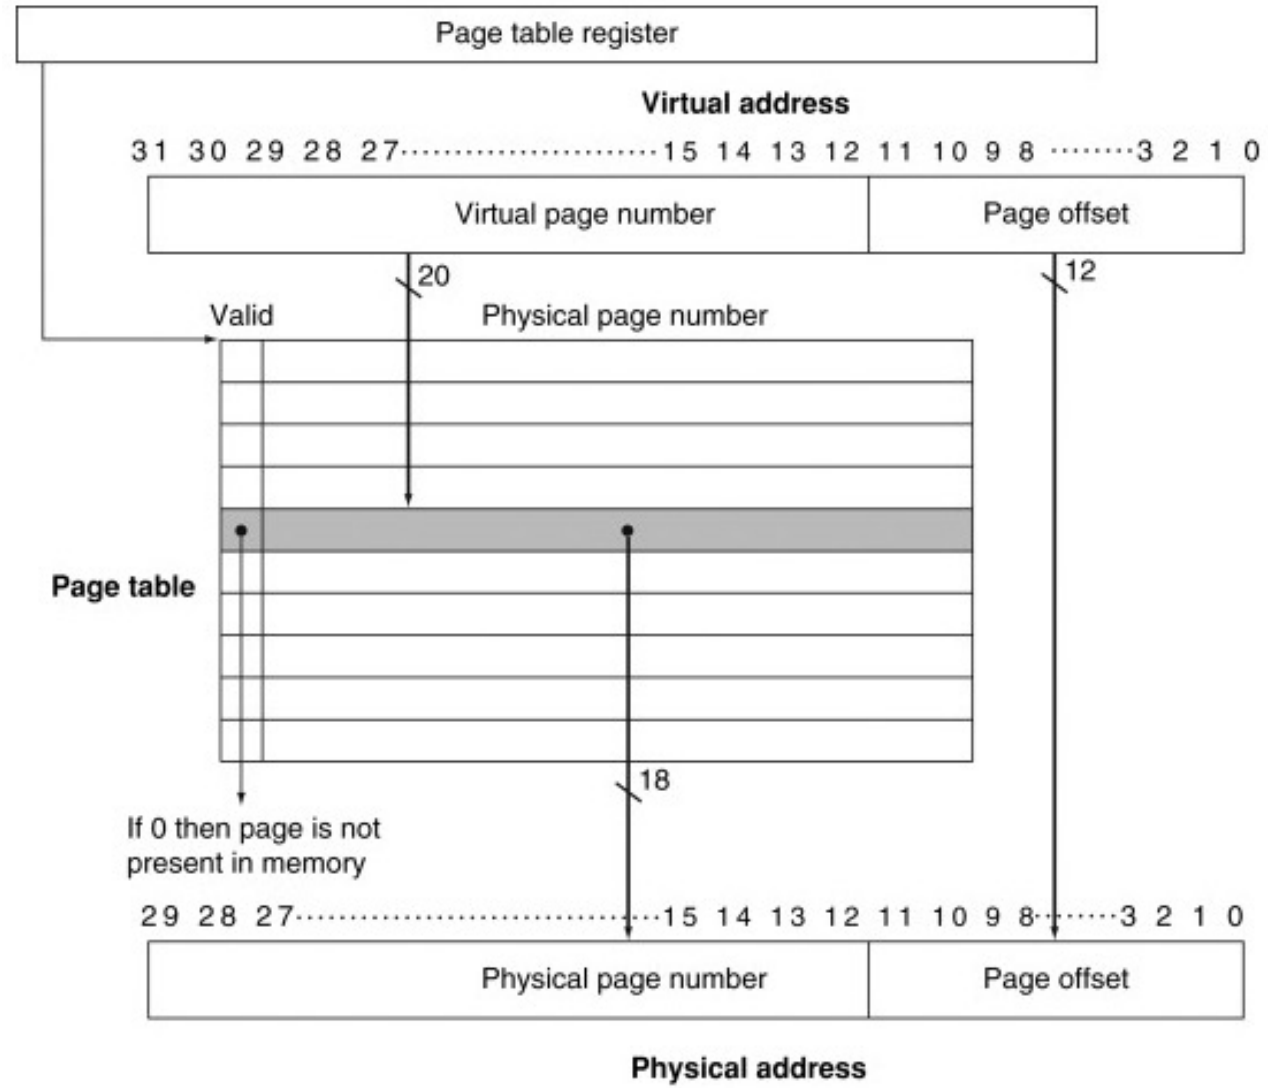 Page table register
Virtual address
31 30 29 28 27·····················15 14 13 12 11 10 9 8 ········3 2 1 0
Virtual page number Page offset
20 12
Valid Physical page number
Page table
18
If 0 then page is not
present in memory
29 28 27·····························15 14 13 12 11 10 9 8········3 2 1 0
Physical page number Page offset
Physical address